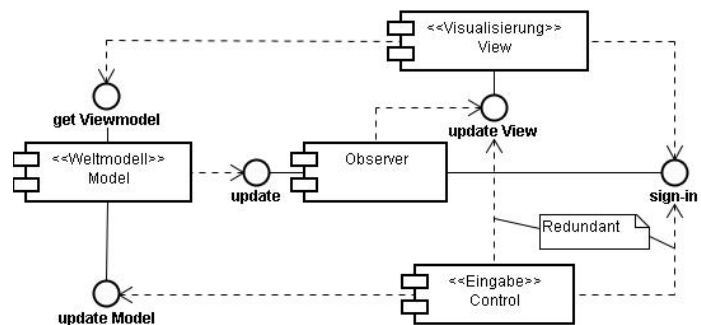 <<Visualisierung>>
View
get Viewmodel
update View
<<Weltmodell>>
Model
Observer
update
sign-in
Redundant
<<Eingabe>>
Control
update Model